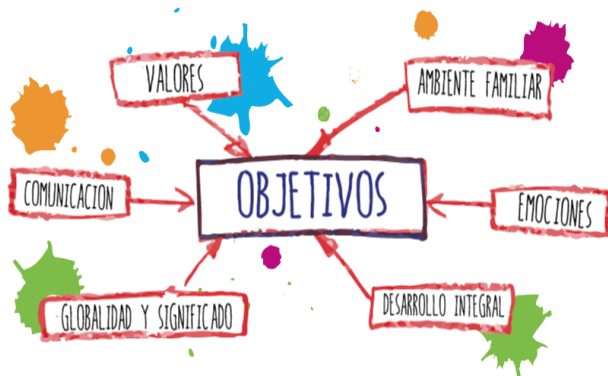 VALORES
AMBIENTE FAMILIAR
COMUNICACION
OBJETIVOS
EMOCIONES
GLOBALIDAD Y SIGNIFICADO
DESARROLLO INTEGRAL